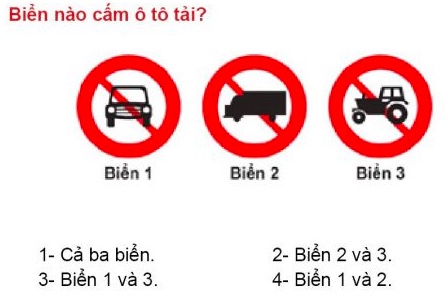 Biển nào cấm ô tô tải?
Biển 1 Biển 2 Biển 3
1- Cả ba biển. 2- Biển 2 và 3.
3- Biển 1 và 3. 4- Biển 1 và 2.